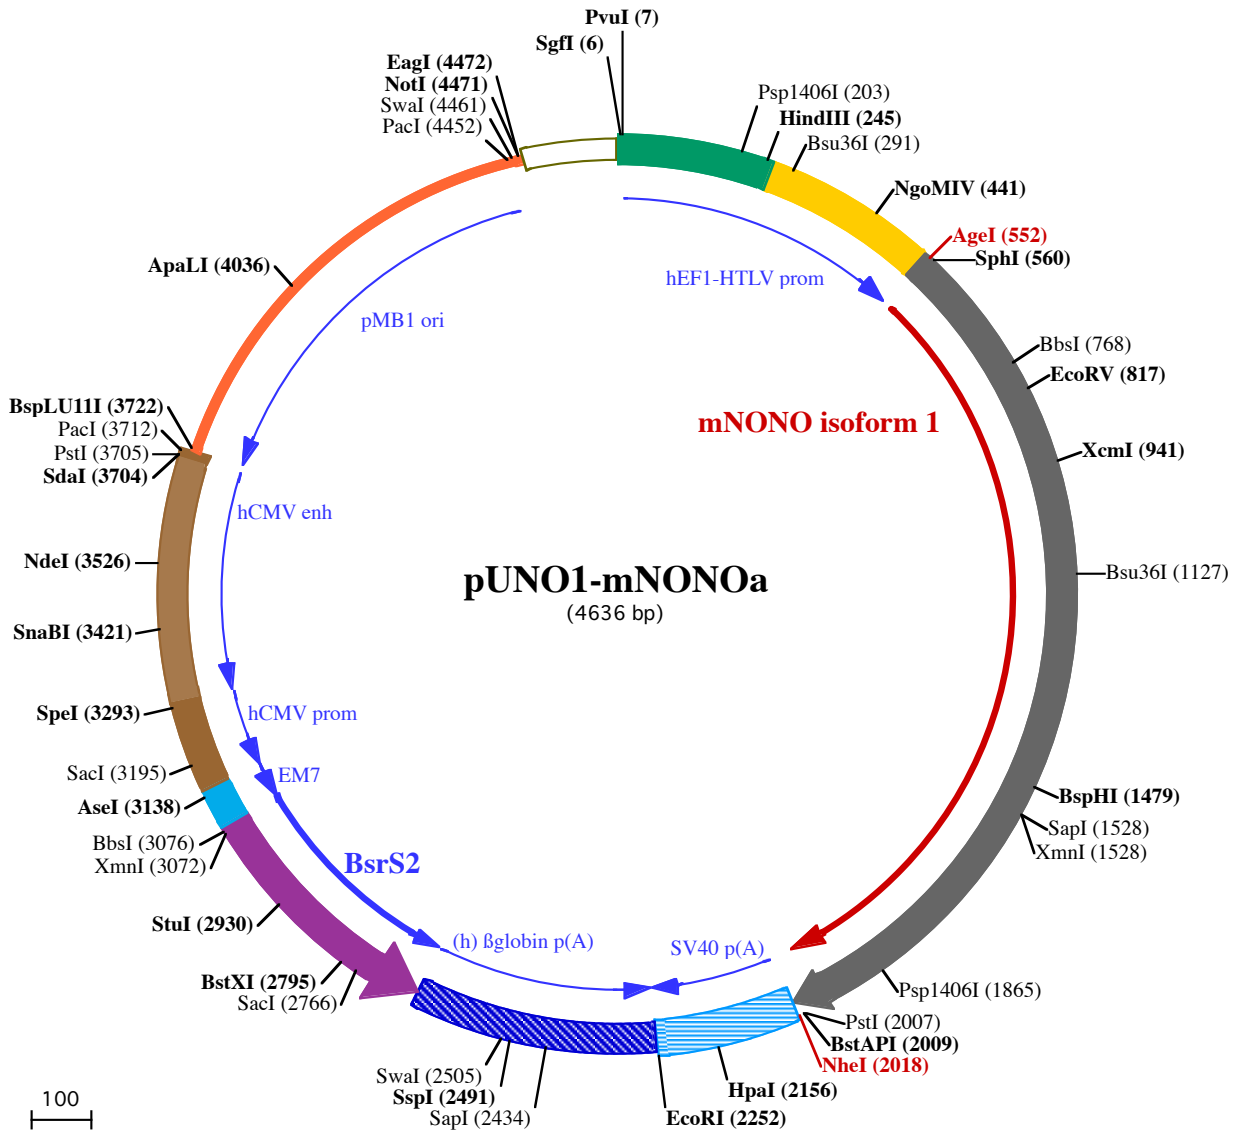 PvuI (7)
SgfI (6)
EagI (4472)
NotI (4471)
SwaI (4461)
PacI (4452)
Psp1406I (203)
HindIII (245)
Bsu36I (291)
NgoMIV (441)
AgeI (552)
SphI (560)
ApaLI (4036)
hEF1-HTLV prom
pMB1 ori
BbsI (768)
EcoRV (817)
BspLU11I (3722)
PacI (3712)
PstI (3705)
SdaI (3704)
mNONO isoform 1
XcmI (941)
hCMV enh
NdeI (3526)
Bsu36I (1127)
pUNO1-mNONOa
(4636 bp)
SnaBI (3421)
SpeI (3293)
hCMV prom
SacI (3195)
EM7
AseI (3138)
BspHI (1479)
SapI (1528)
XmnI (1528)
BbsI (3076)
XmnI (3072)
BsrS2
StuI (2930)
(h) ßglobin p(A)
SV40 p(A)
BstXI (2795)
SacI (2766)
Psp1406I (1865)
PstI (2007)
BstAPI (2009)
NheI (2018)
SwaI (2505)
SspI (2491)
SapI (2434)
HpaI (2156)
EcoRI (2252)
100